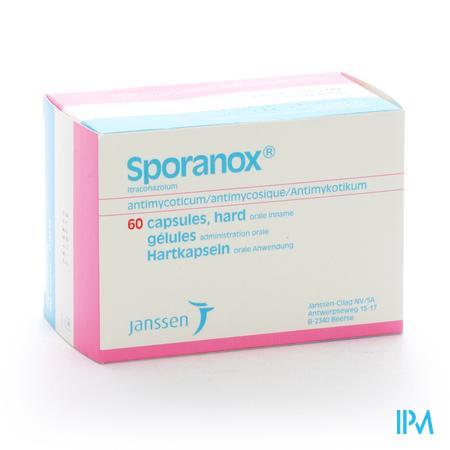 Sporanox®
itraconazolum
antimycoticum/antimycosique/Antimykotikum
60 capsules, hard orale inname
gélules administration orale
Hartkapseln orale Anwendung
janssen
Janssen-Cilag NV/SA
Antwerpseweg 15-17
B-2340 Beerse
IPM